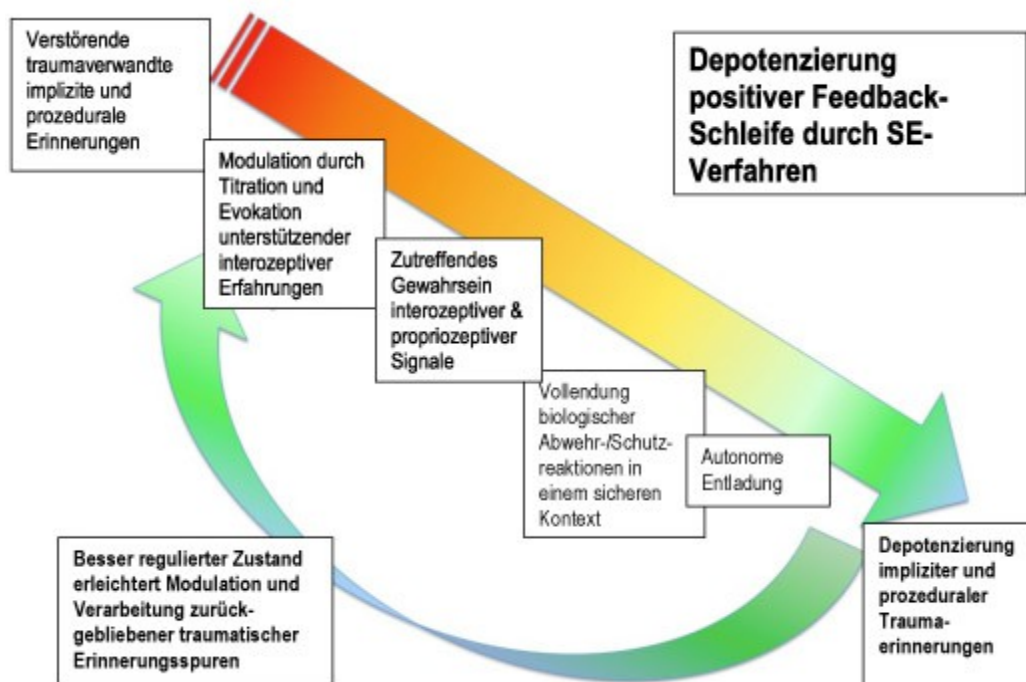 Verstörende
traumaverwandte
implizite und
prozedurale
Erinnerungen
Depotenzierung
positiver Feedback-
Schleife durch SE-
Verfahren
Modulation durch
Titration und
Evokation
unterstützender
interozeptiver
Erfahrungen
Zutreffendes
Gewahrsein
interozeptiver &
propriozeptiver
Signale
Vollendung
biologischer
Abwehr-/Schutz-
reaktionen in
einem sicheren
Kontext
Autonome
Entladung
Depotenzierung
impliziter und
prozeduraler
Trauma-
erinnerungen
Besser regulierter Zustand
erleichtert Modulation und
Verarbeitung zurück-
gebliebener traumatischer
Erinnerungsspuren